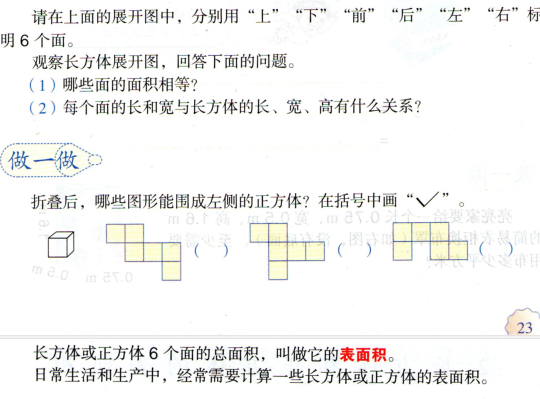 请在上面的展开图中，分别用“上”“下”“前”“后”“左”“右”标
明 6 个面。
观察长方体展开图，回答下面的问题。
（1）哪些面的面积相等？
（2）每个面的长和宽与长方体的长、宽、高有什么关系？
做一做
折叠后，哪些图形能围成左侧的正方体？在括号中画“✓”。
（ ） （ ） （ ）
23
长方体或正方体 6 个面的总面积，叫做它的表面积。
日常生活和生产中，经常需要计算一些长方体或正方体的表面积。